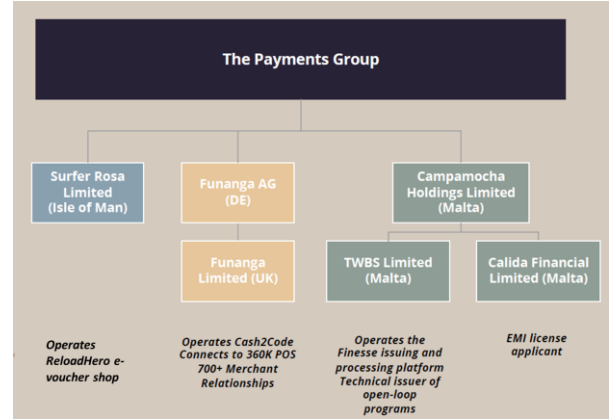 The Payments Group
Surfer Rosa
Limited
(Isle of Man)
Funanga AG
(DE)
Campamocha
Holdings Limited
(Malta)
Funanga
Limited (UK)
TWBS Limited
(Malta)
Calida Financial
Limited (Malta)
Operates
ReloadHero e-
voucher shop
Operates Cash2Code
Connects to 360K POS
700+ Merchant
Relationships
Operates the
Finesse issuing and
processing platform
Technical issuer of
open-loop
programs
EMI license
applicant